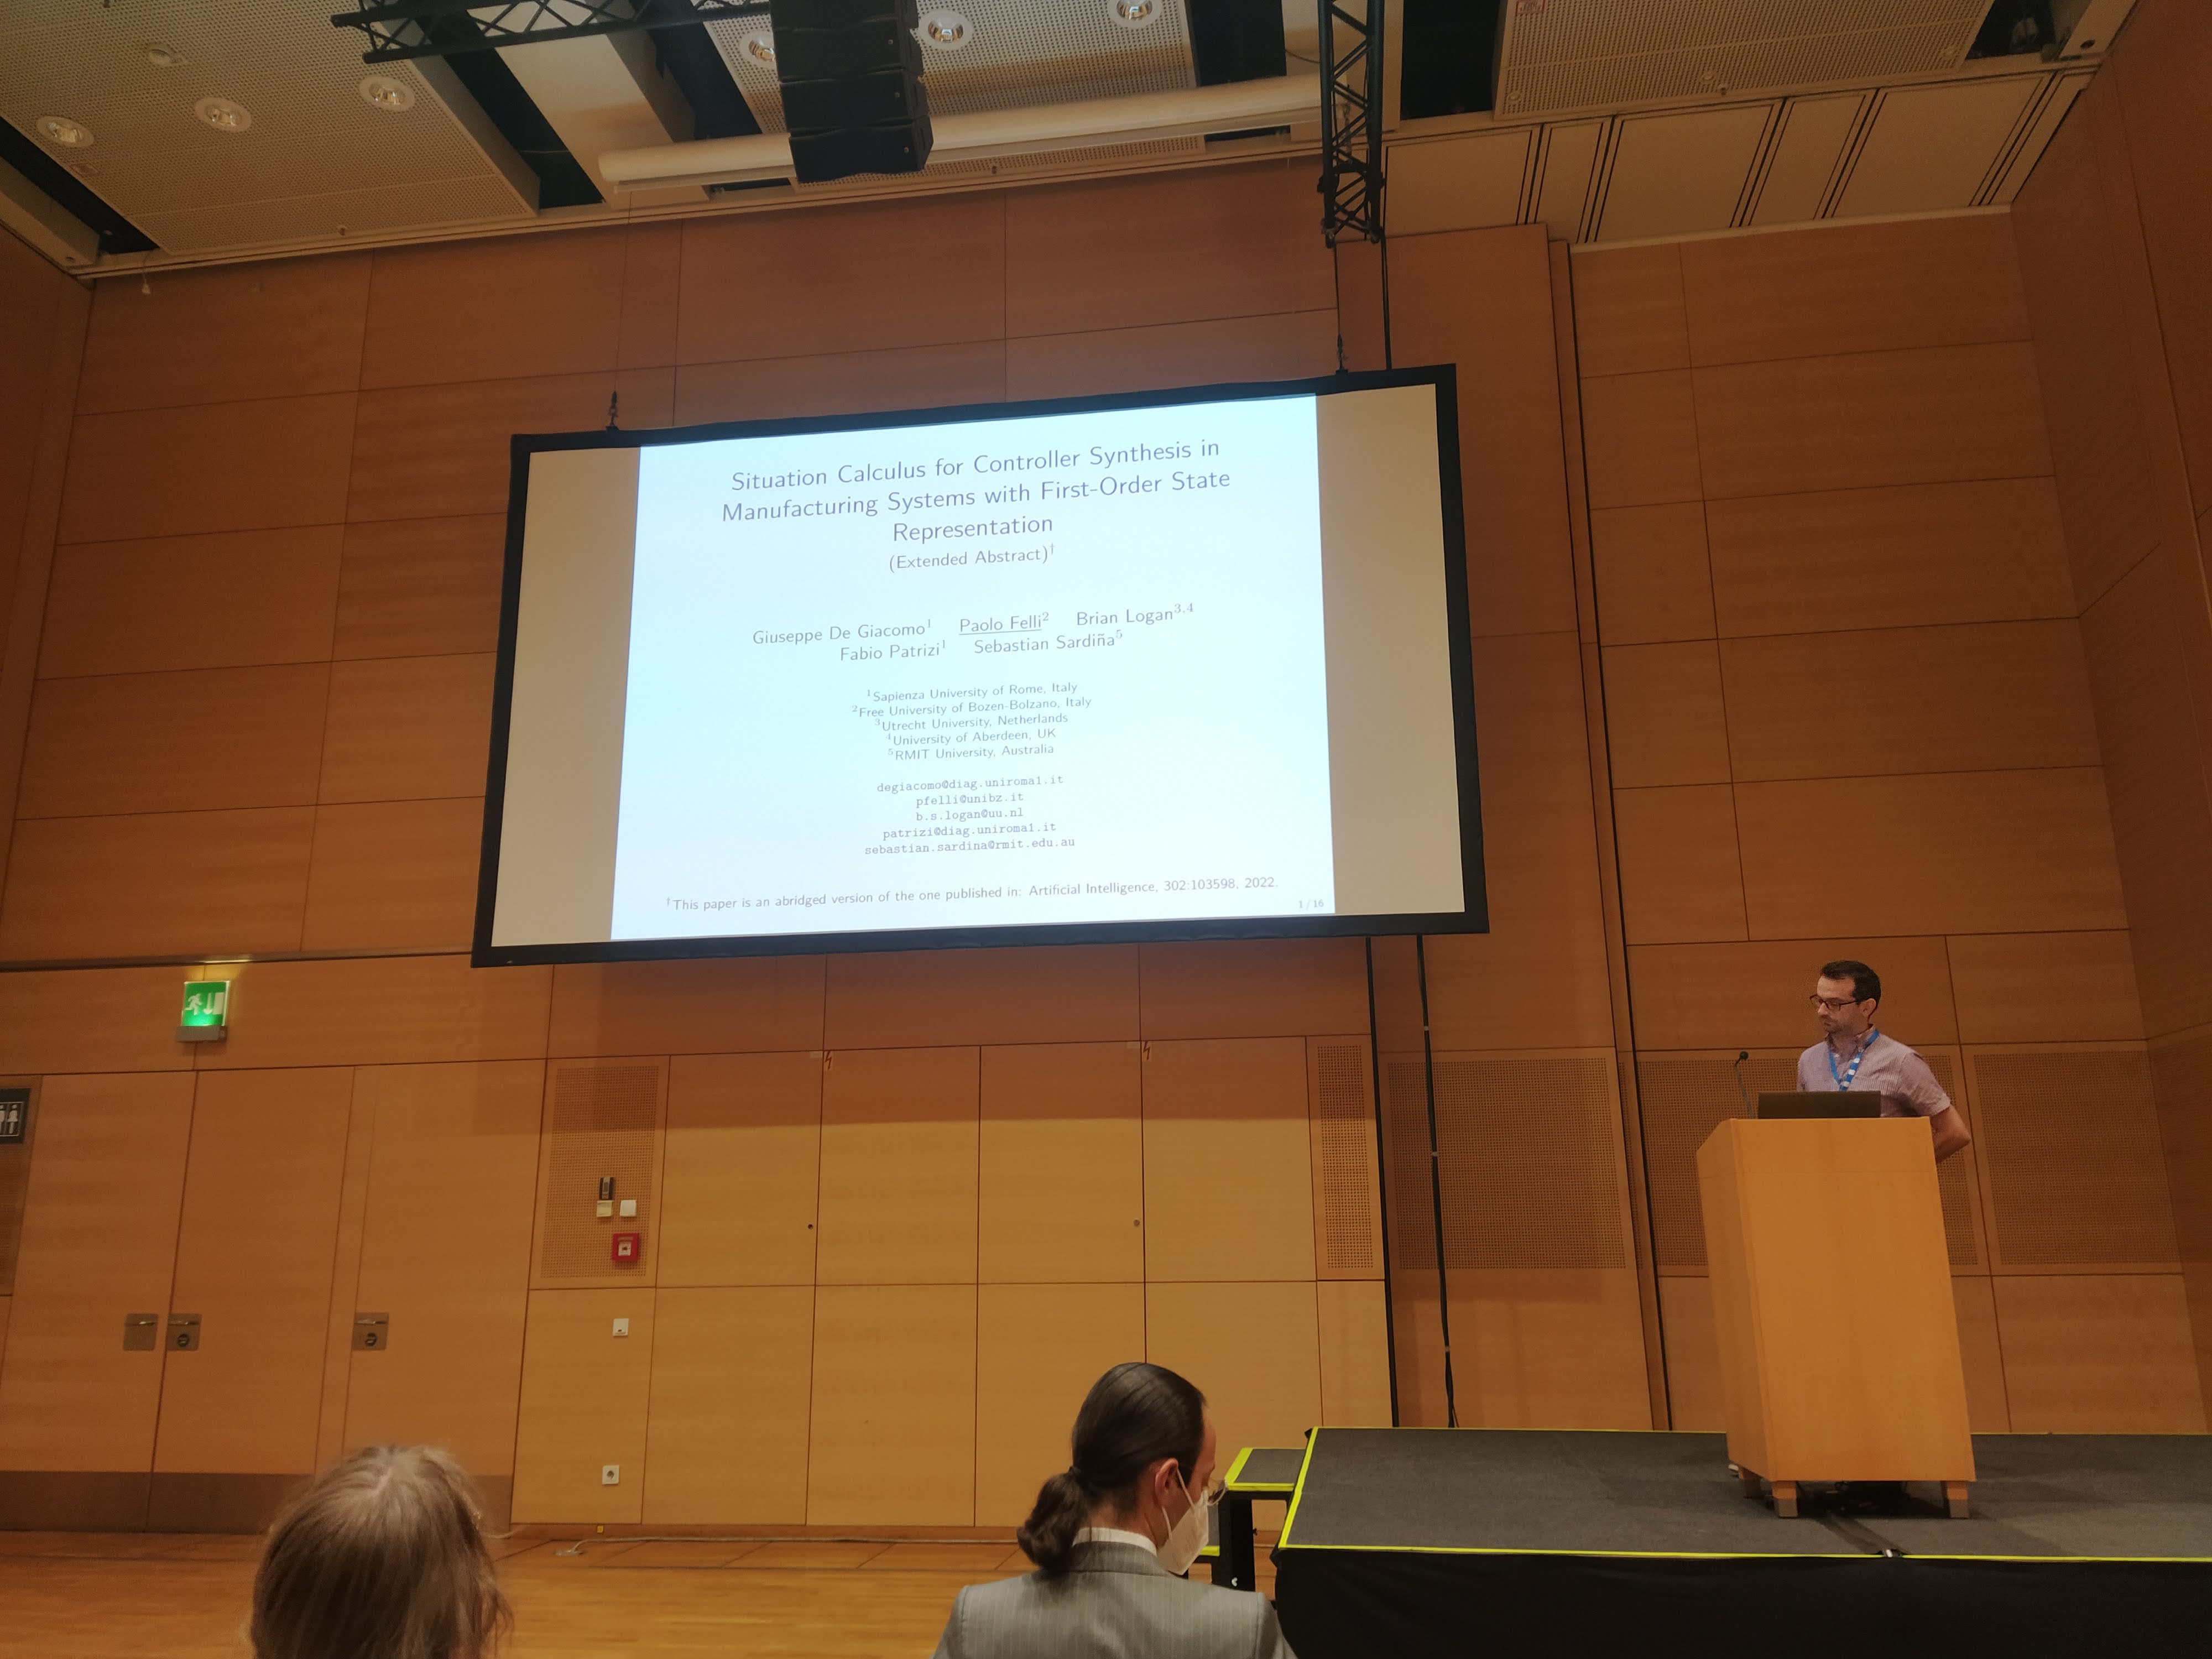 Situation Calculus for Controller Synthesis in
Manufacturing Systems with First-Order State
Representation
(Extended Abstract)†
Giuseppe De Giacomo¹ Paolo Felli² Brian Logan³,⁴
Fabio Patrizi¹ Sebastian Sardiña⁵
¹Sapienza University of Rome, Italy
²Free University of Bozen-Bolzano, Italy
³Utrecht University, Netherlands
⁴University of Aberdeen, UK
⁵RMIT University, Australia
degiacomo@diag.uniroma1.it
pfelli@unibz.it
b.s.logan@uu.nl
patrizi@diag.uniroma1.it
sebastian.sardina@rmit.edu.au
†This paper is an abridged version of the one published in: Artificial Intelligence, 302:103598, 2022.
1 / 16